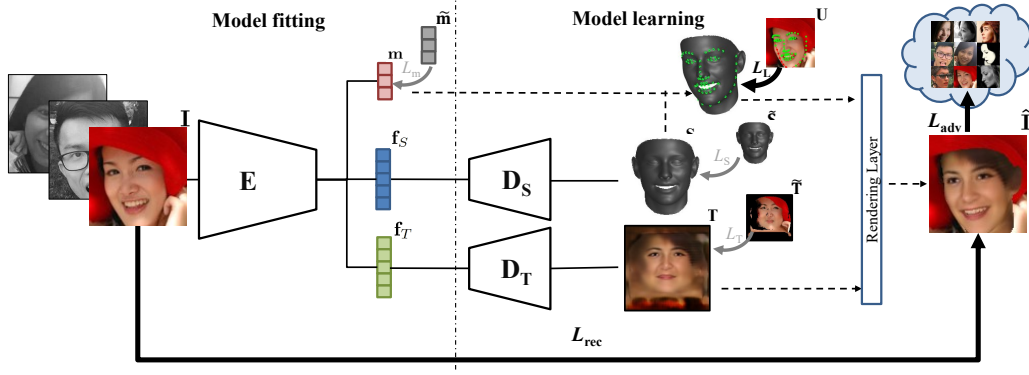 Model fitting
Model learning
m̃
m
L_m
U
L_L
I
f_S
E
D_S
S
S̃
L_S
T̃
T
L_T
f_T
D_T
Rendering Layer
L_adv
Î
L_rec